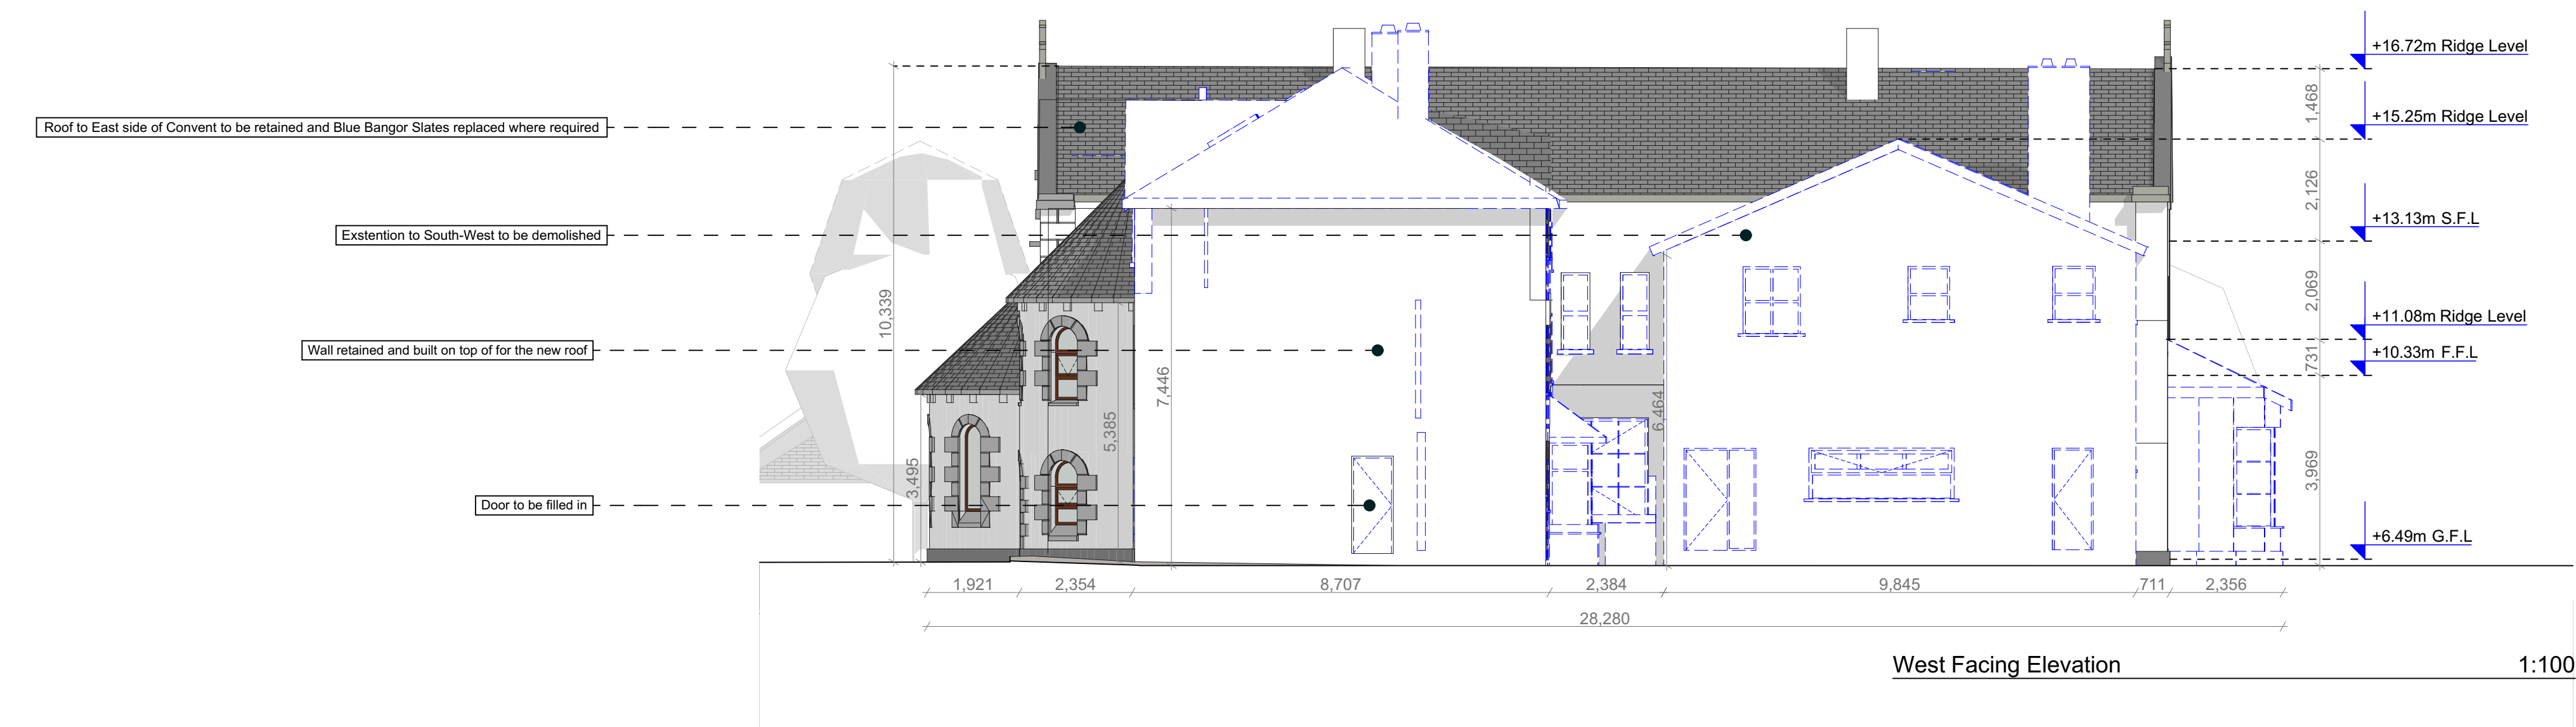 +16.72m Ridge Level
+15.25m Ridge Level
+13.13m S.F.L
+11.08m Ridge Level
+10.33m F.F.L
+6.49m G.F.L
Roof to East side of Convent to be retained and Blue Bangor Slates replaced where required
Exstention to South-West to be demolished
Wall retained and built on top of for the new roof
Door to be filled in
10,339
3,495
5,385
7,446
6,464
1,468
2,126
2,069
731
3,969
1,921
2,354
8,707
2,384
9,845
711
2,356
28,280
West Facing Elevation
1:100